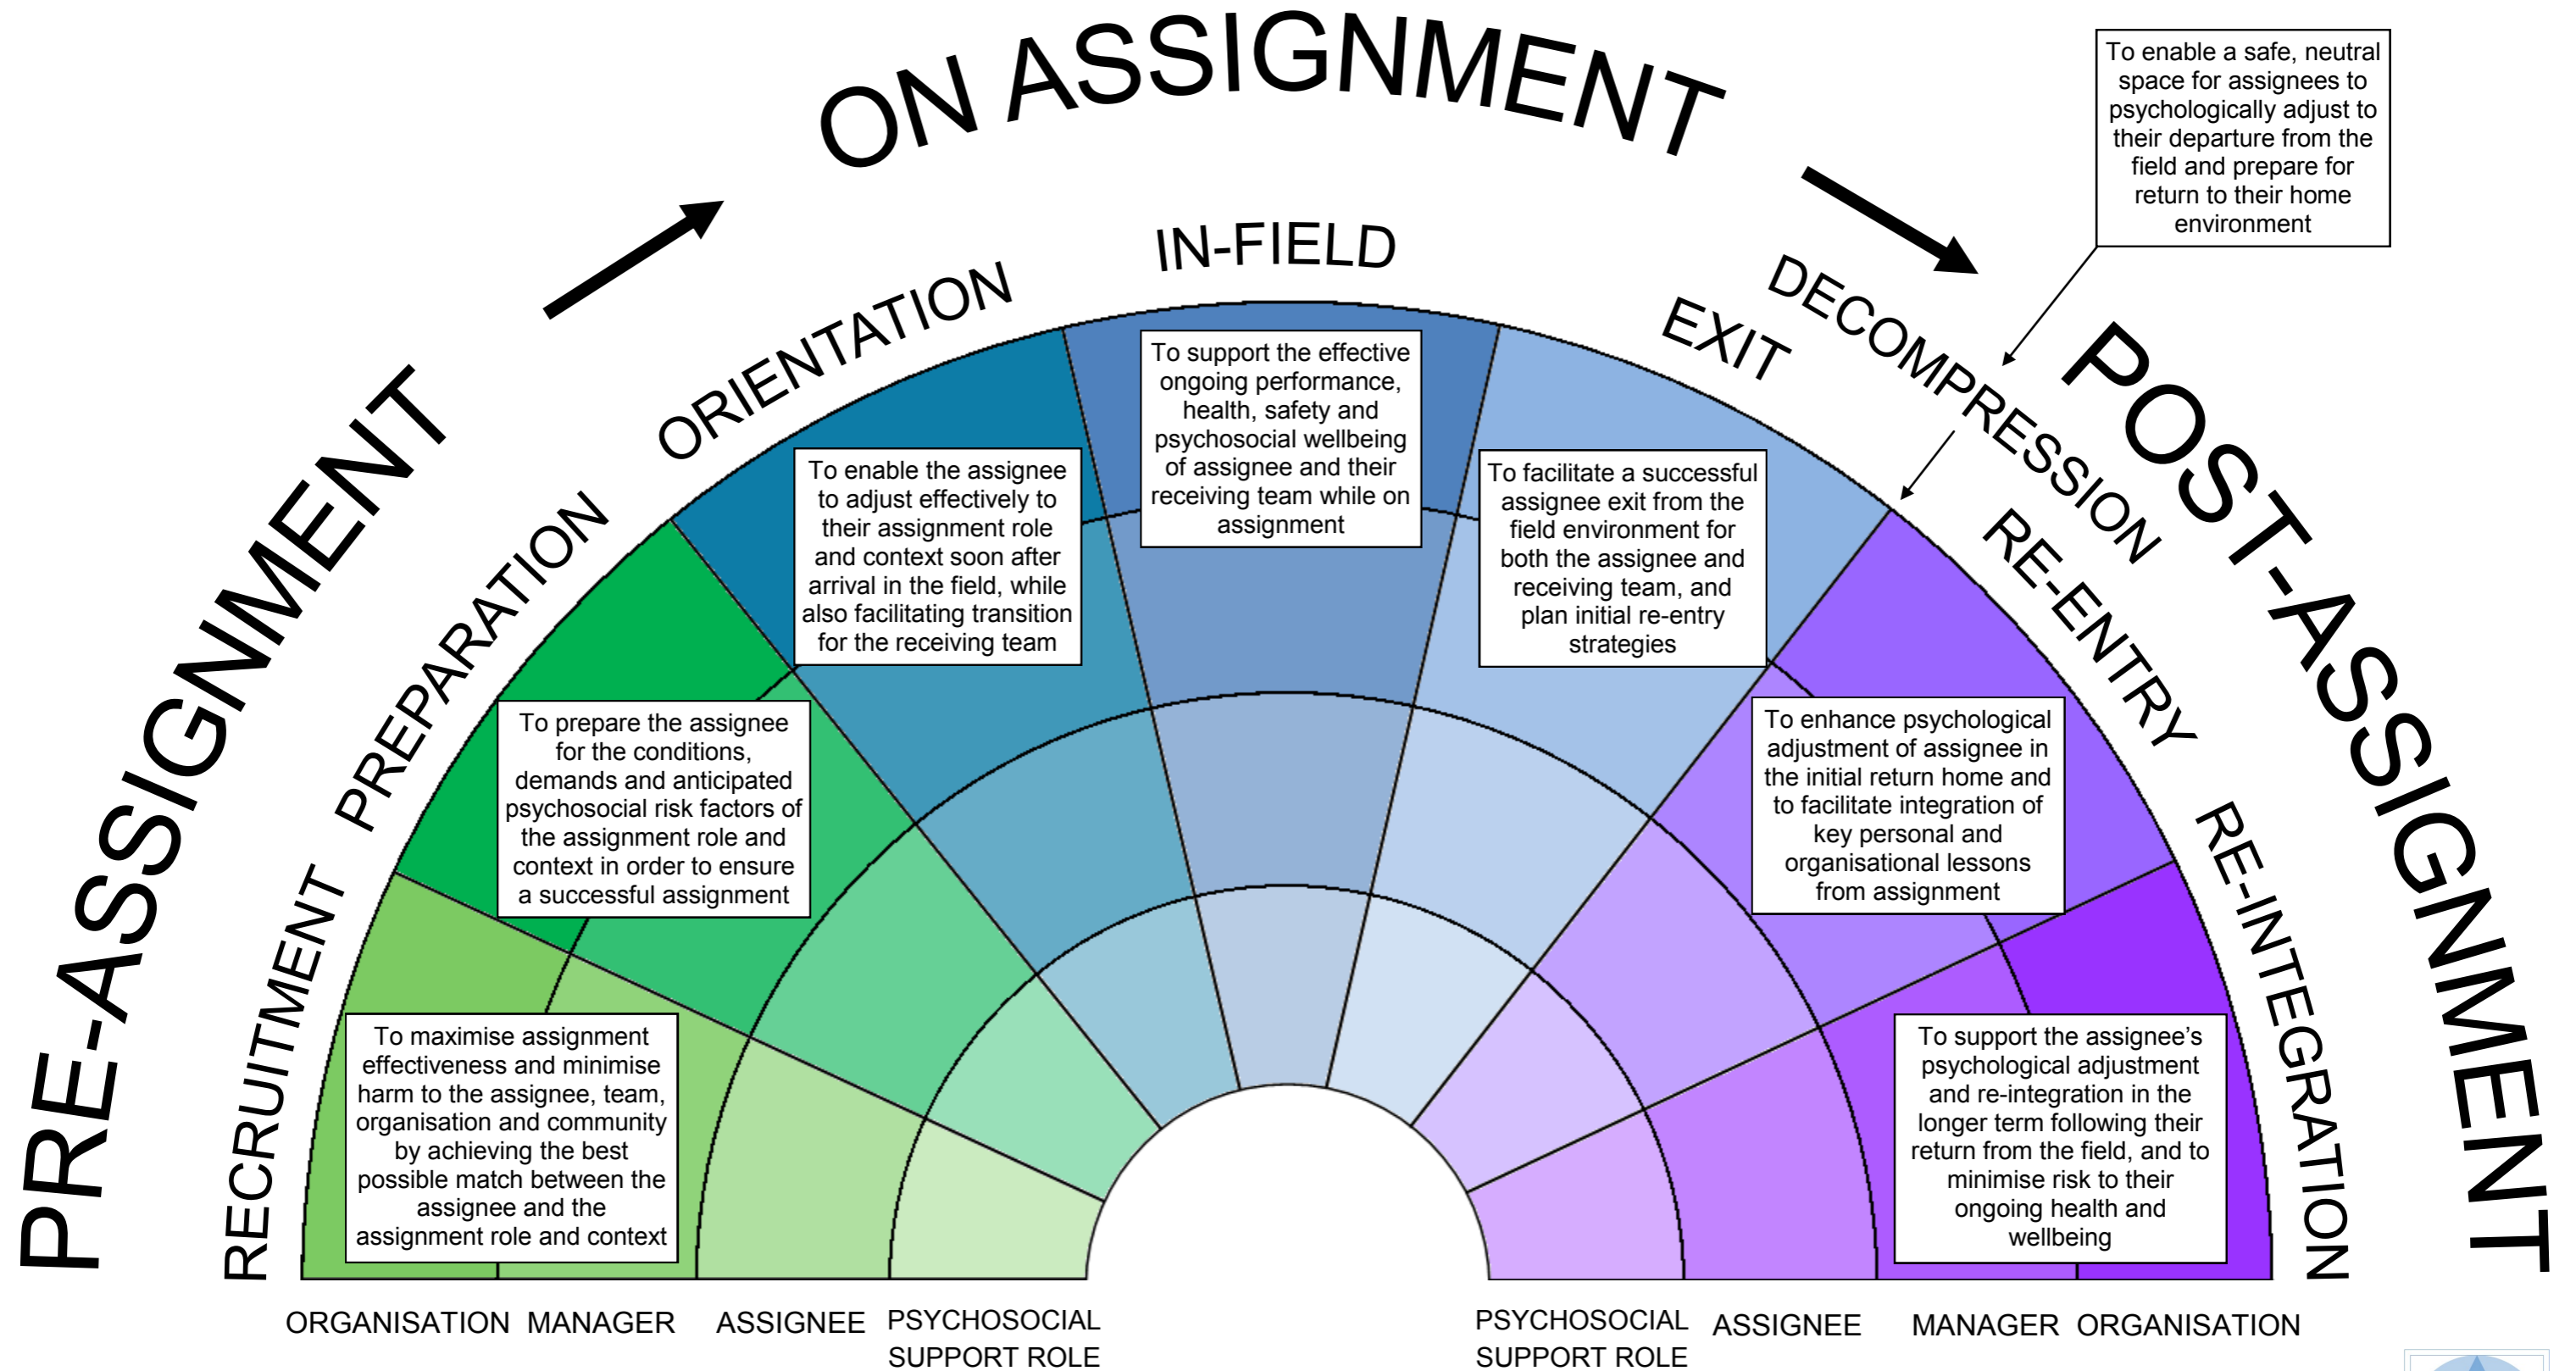 ON ASSIGNMENT
PRE-ASSIGNMENT
POST-ASSIGNMENT
RECRUITMENT
PREPARATION
ORIENTATION
IN-FIELD
EXIT
DECOMPRESSION
RE-ENTRY
RE-INTEGRATION
To enable a safe, neutral
space for assignees to
psychologically adjust to
their departure from the
field and prepare for
return to their home
environment
To maximise assignment
effectiveness and minimise
harm to the assignee, team,
organisation and community
by achieving the best
possible match between the
assignee and the
assignment role and context
To prepare the assignee
for the conditions,
demands and anticipated
psychosocial risk factors of
the assignment role and
context in order to ensure
a successful assignment
To enable the assignee
to adjust effectively to
their assignment role
and context soon after
arrival in the field, while
also facilitating transition
for the receiving team
To support the effective
ongoing performance,
health, safety and
psychosocial wellbeing
of assignee and their
receiving team while on
assignment
To facilitate a successful
assignee exit from the
field environment for
both the assignee and
receiving team, and
plan initial re-entry
strategies
To enhance psychological
adjustment of assignee in
the initial return home and
to facilitate integration of
key personal and
organisational lessons
from assignment
To support the assignee’s
psychological adjustment
and re-integration in the
longer term following their
return from the field, and to
minimise risk to their
ongoing health and
wellbeing
ORGANISATION
MANAGER
ASSIGNEE
PSYCHOSOCIAL
SUPPORT ROLE
PSYCHOSOCIAL
SUPPORT ROLE
ASSIGNEE
MANAGER
ORGANISATION